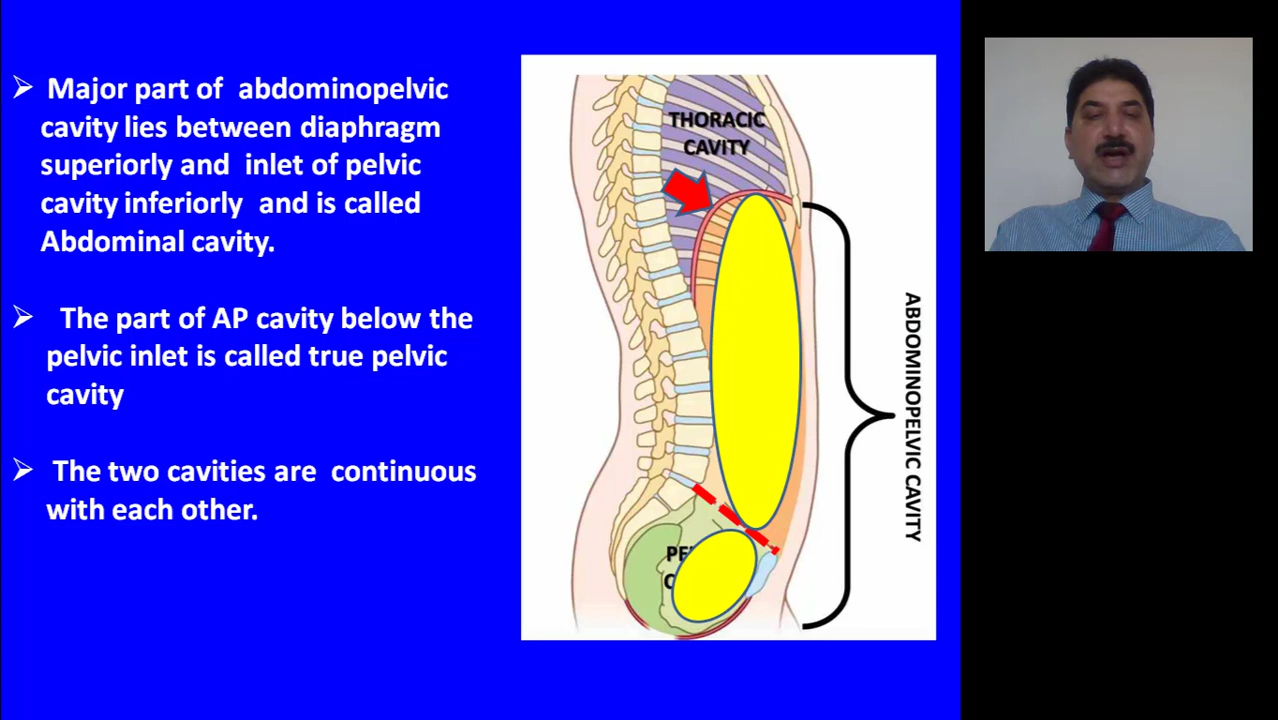 Major part of abdominopelvic
cavity lies between diaphragm
superiorly and inlet of pelvic
cavity inferiorly and is called
Abdominal cavity.
The part of AP cavity below the
pelvic inlet is called true pelvic
cavity
The two cavities are continuous
with each other.
THORACIC
CAVITY
ABDOMINOPELVIC CAVITY